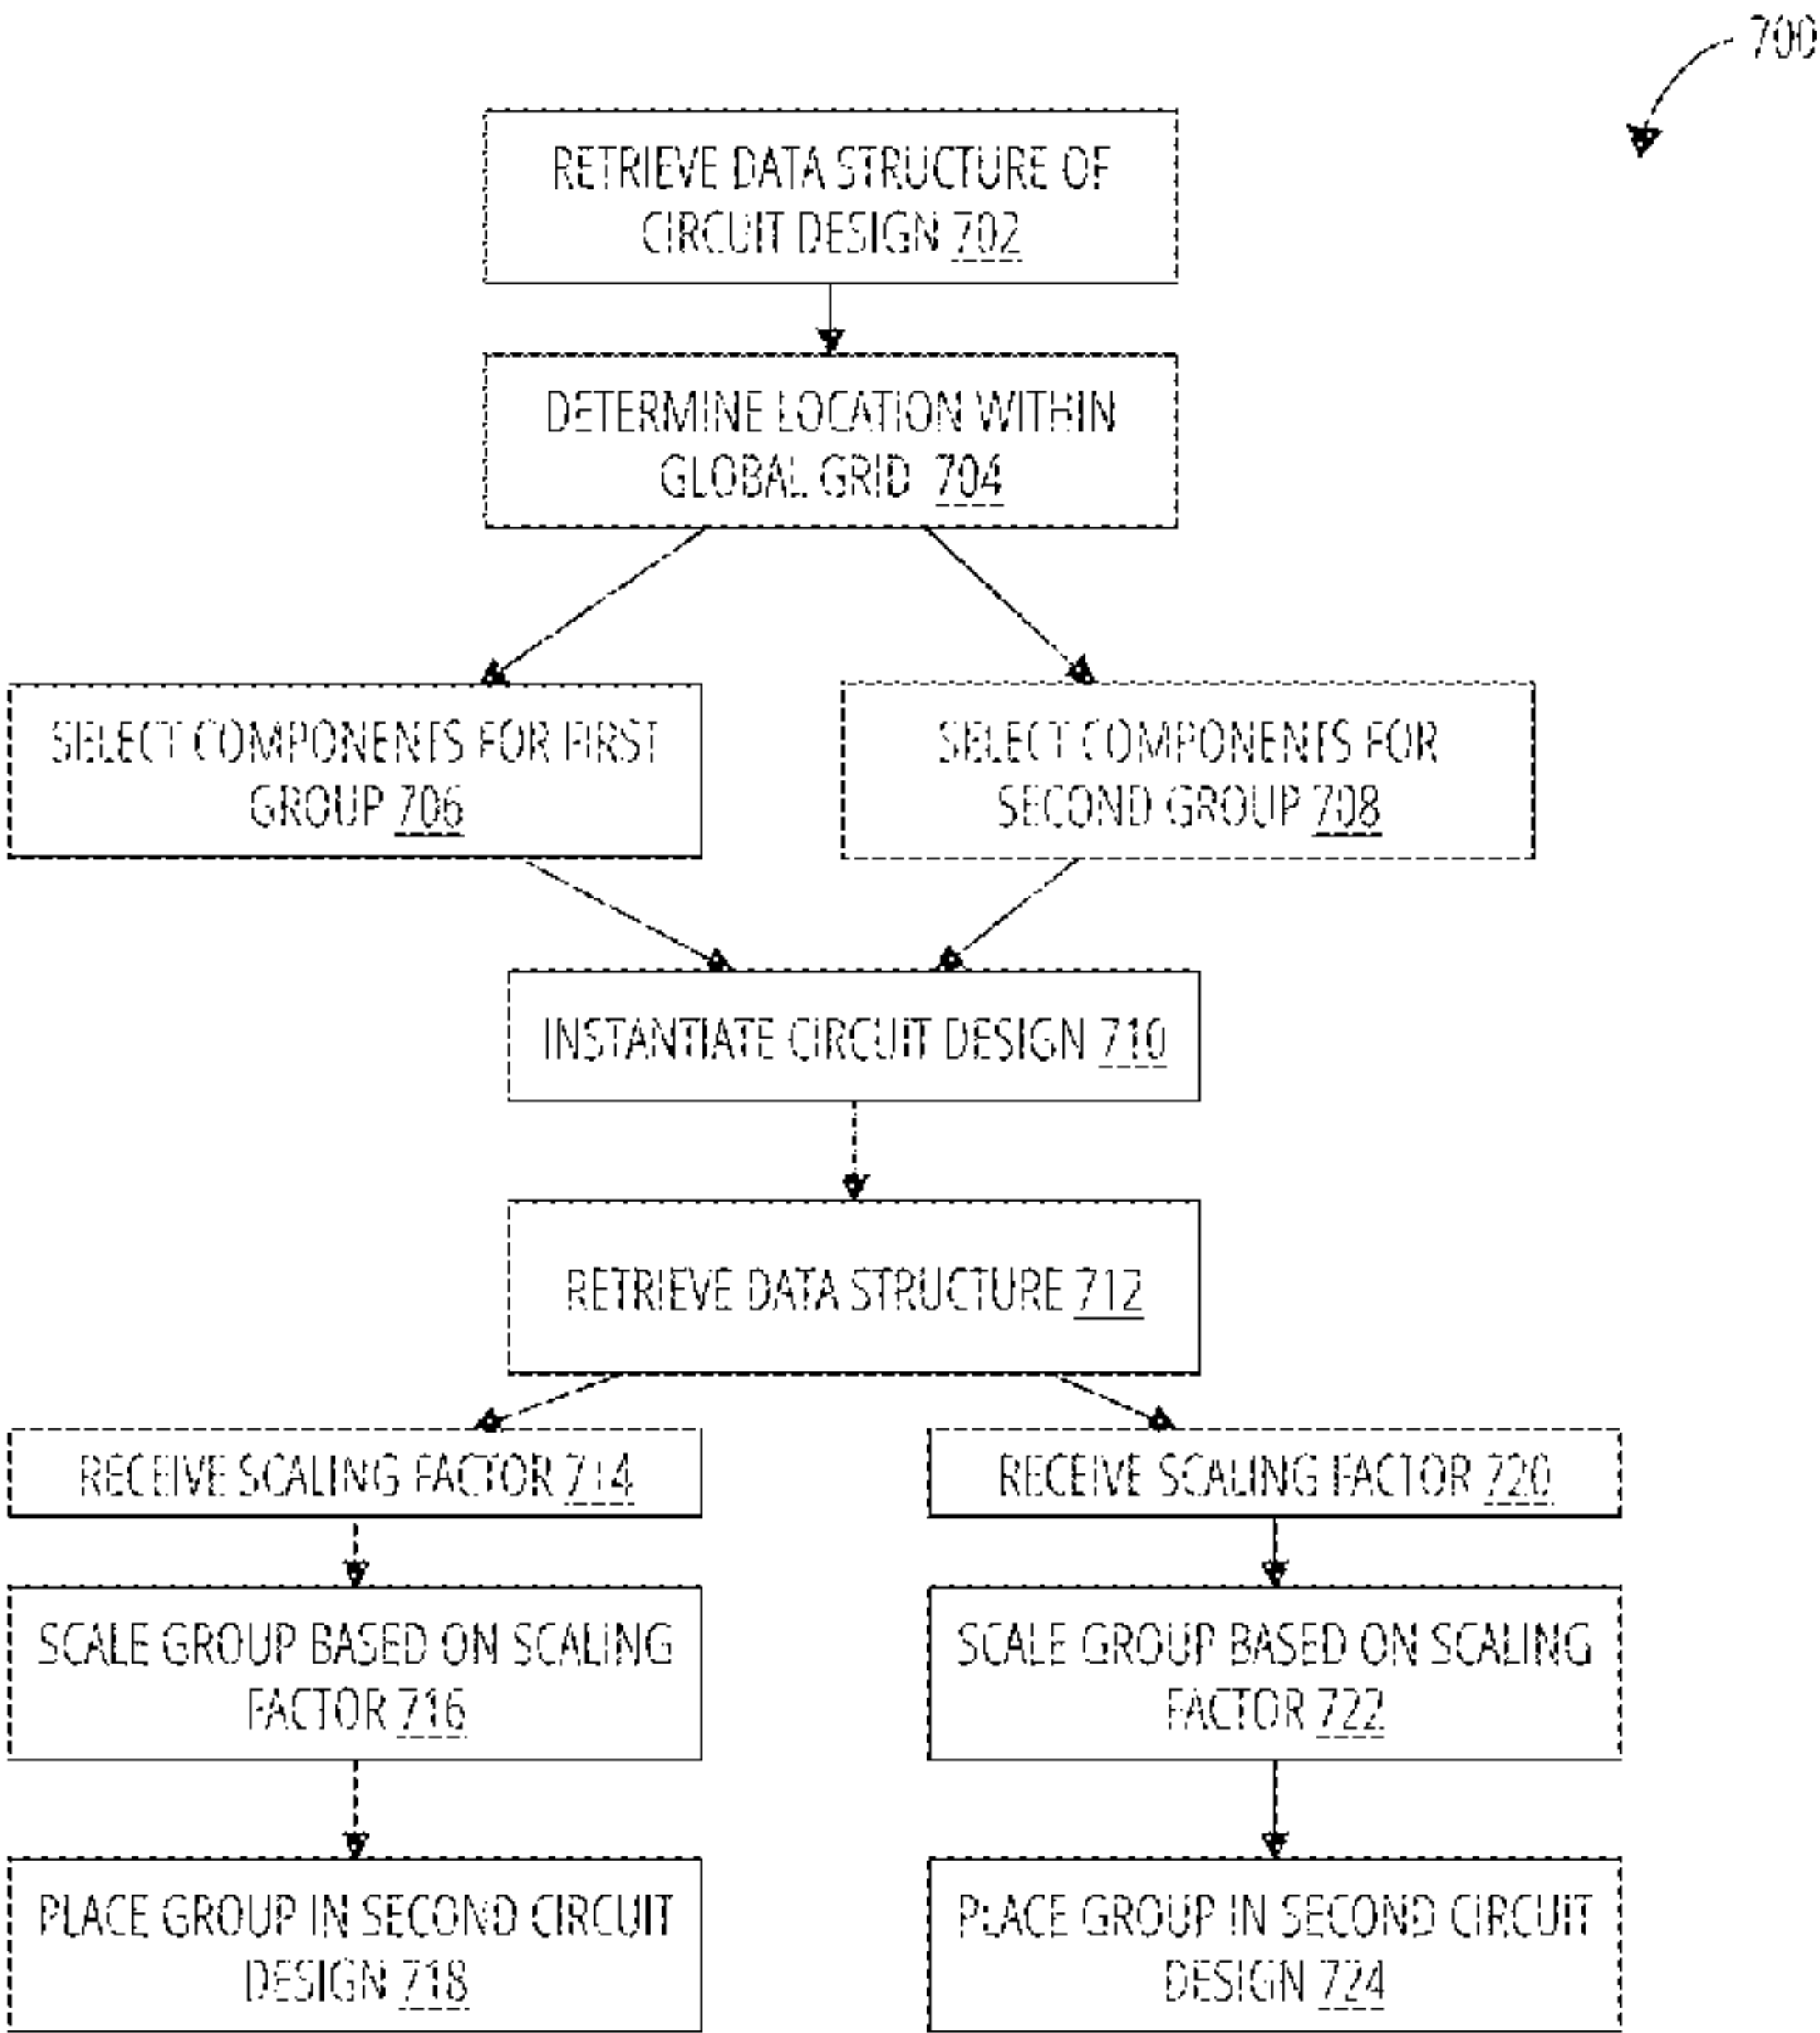 700
RETRIEVE DATA STRUCTURE OF
CIRCUIT DESIGN 702
DETERMINE LOCATION WITHIN
GLOBAL GRID 704
SELECT COMPONENTS FOR FIRST
GROUP 706
SELECT COMPONENTS FOR
SECOND GROUP 708
INSTANTIATE CIRCUIT DESIGN 710
RETRIEVE DATA STRUCTURE 712
RECEIVE SCALING FACTOR 714
RECEIVE SCALING FACTOR 720
SCALE GROUP BASED ON SCALING
FACTOR 716
SCALE GROUP BASED ON SCALING
FACTOR 722
PLACE GROUP IN SECOND CIRCUIT
DESIGN 718
PLACE GROUP IN SECOND CIRCUIT
DESIGN 724